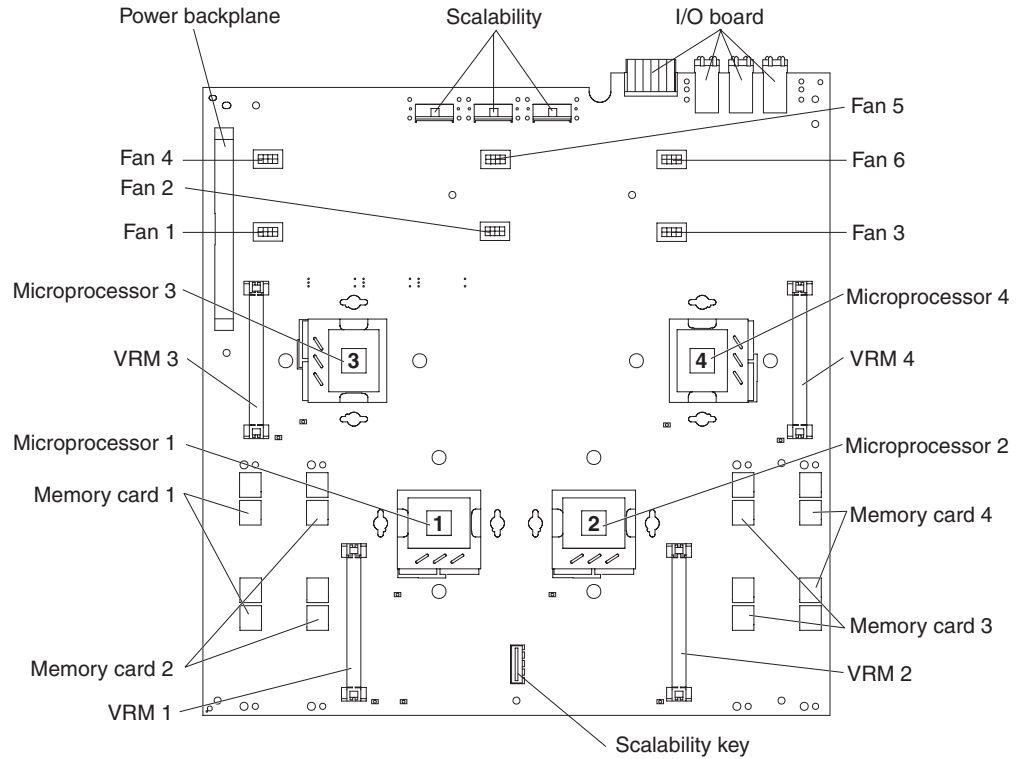 Power backplane
Scalability
I/O board
Fan 5
Fan 4
Fan 6
Fan 2
Fan 1
Fan 3
Microprocessor 3
Microprocessor 4
3
4
VRM 3
VRM 4
Microprocessor 1
Microprocessor 2
Memory card 1
Memory card 4
1
2
Memory card 3
Memory card 2
VRM 2
VRM 1
Scalability key